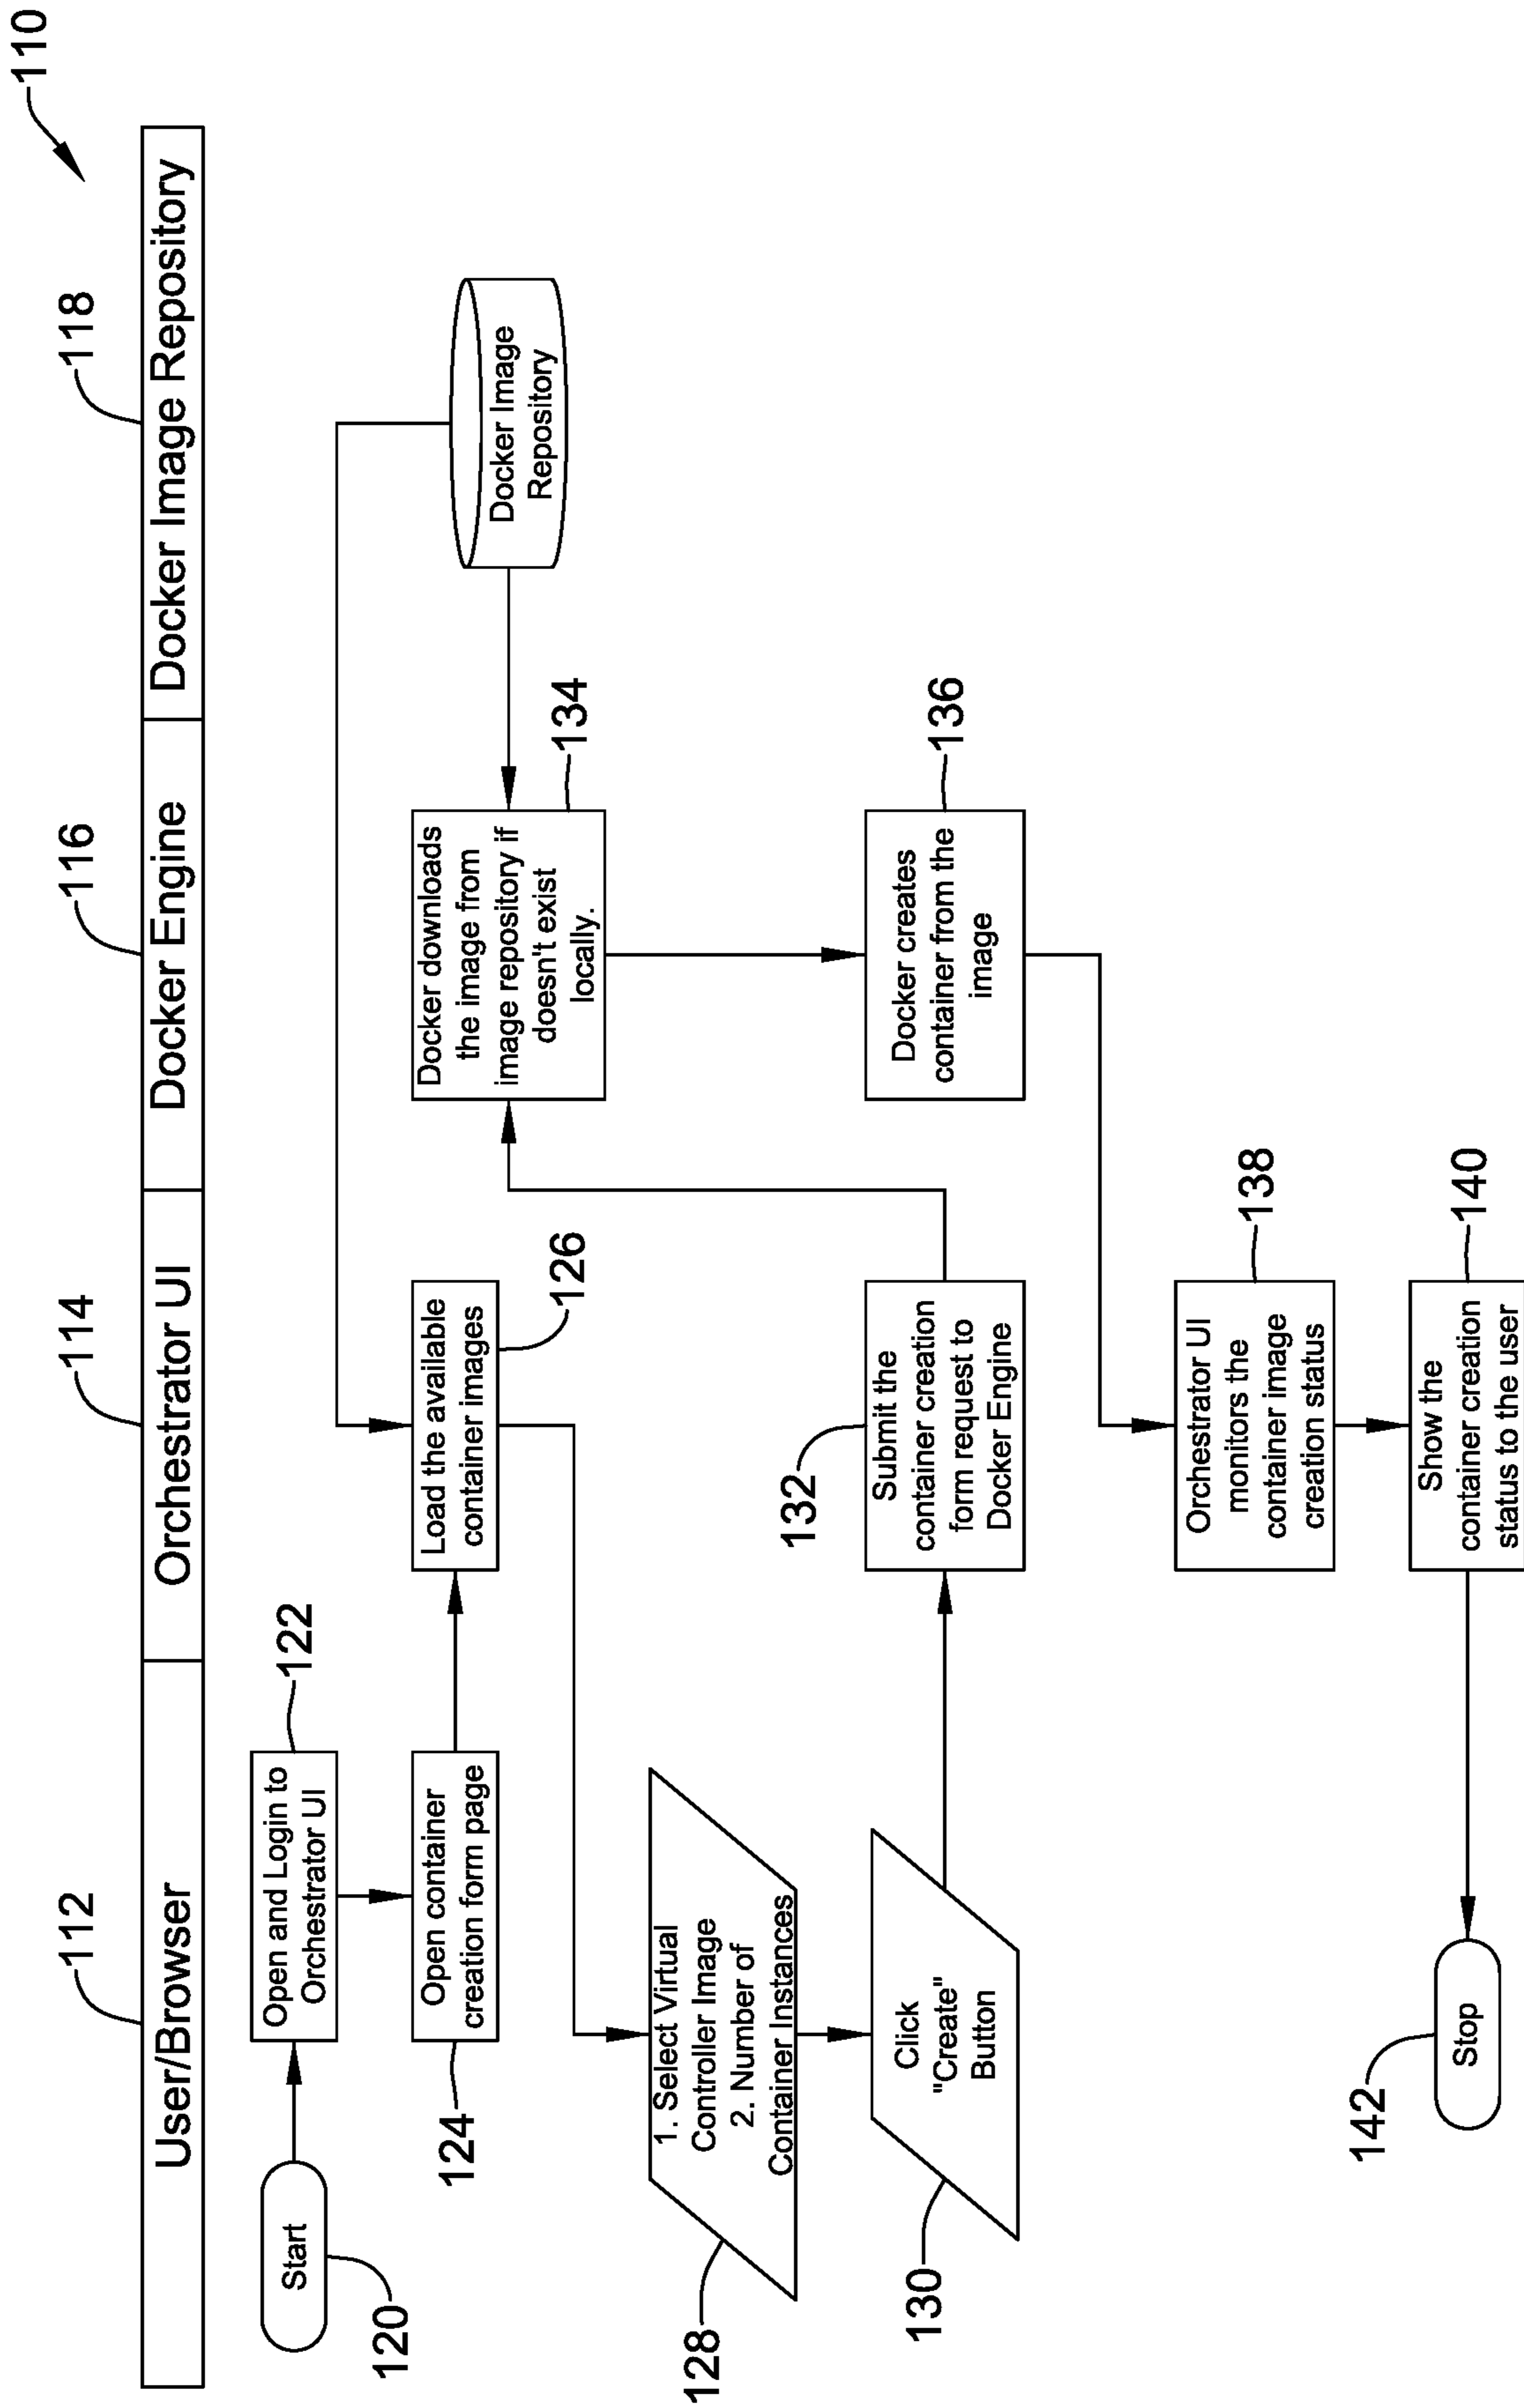 110
112
114
116
118
User/Browser
Orchestrator UI
Docker Engine
Docker Image Repository
Start
120
Open and Login to
Orchestrator UI
122
Open container
creation form page
124
Load the available
container images
126
Docker Image
Repository
1. Select Virtual
Controller Image
2. Number of
Container Instances
128
Click
"Create"
Button
130
Submit the
container creation
form request to
Docker Engine
132
Docker downloads
the image from
image repository if
doesn't exist
locally.
134
Docker creates
container from the
image
136
Orchestrator UI
monitors the
container image
creation status
138
Show the
container creation
status to the user
140
Stop
142